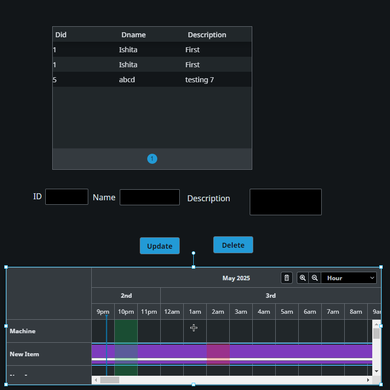 Did Dname Description
1 Ishita First
1 Ishita First
5 abcd testing 7
1
ID Name Description
Update Delete
May 2025 Hour
2nd 3rd
9pm 10pm 11pm 12am 1am 2am 3am 4am 5am 6am 7am 8am
Machine
New Item